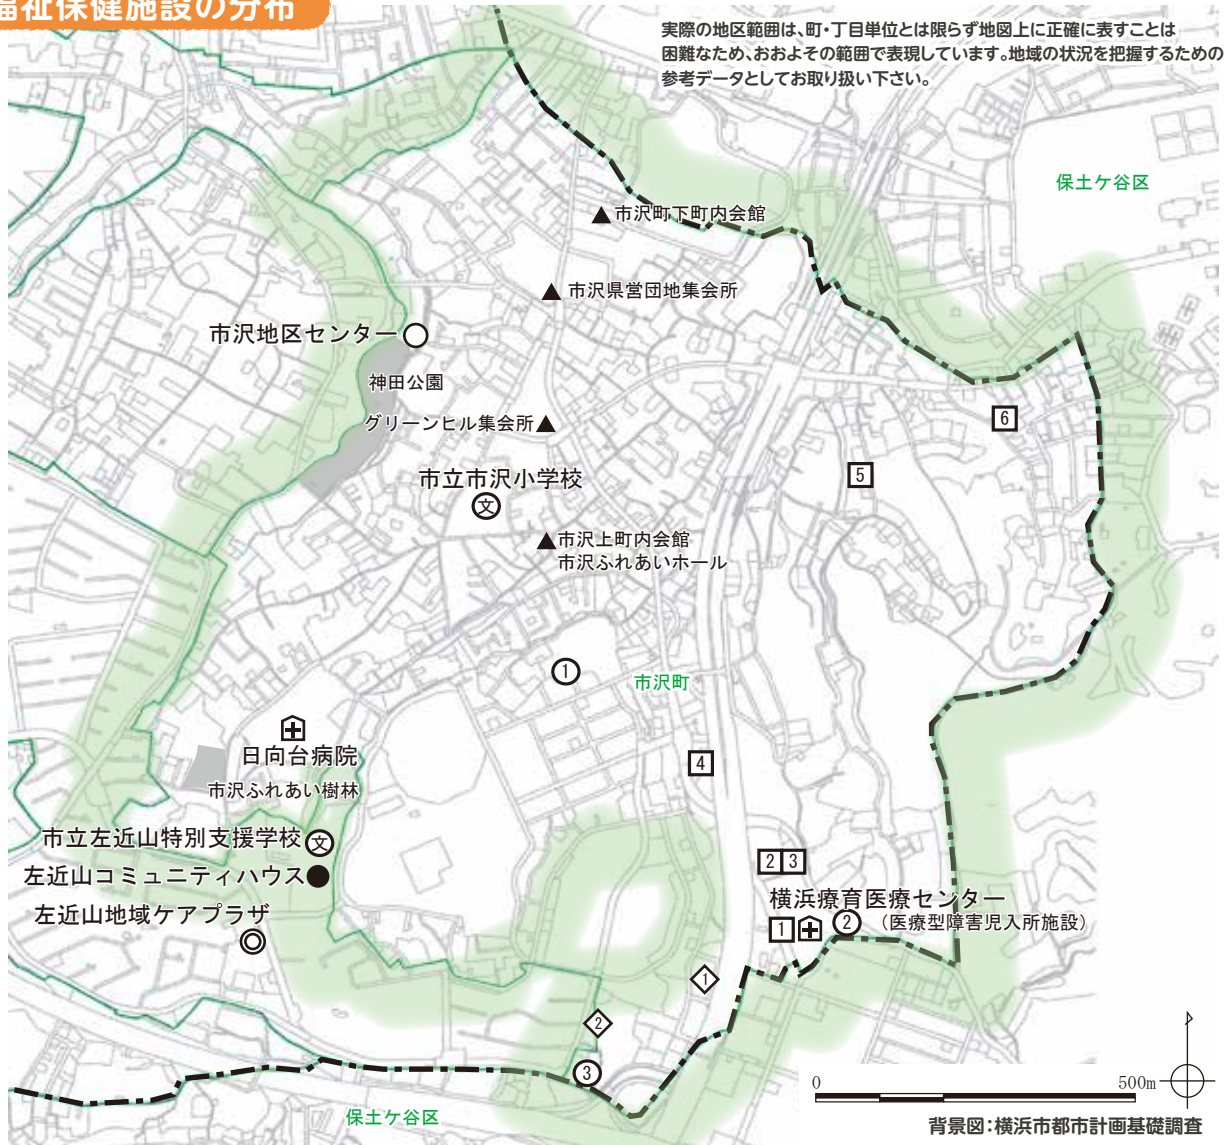 福祉保健施設の分布
実際の地区範囲は、町・丁目単位とは限らず地図上に正確に表すことは
困難なため、おおよその範囲で表現しています。地域の状況を把握するための
参考データとしてお取り扱い下さい。
保土ケ谷区
市沢町下町内会館
市沢県営団地集会所
市沢地区センター
神田公園
グリーンヒル集会所
6
市立市沢小学校
5
文
市沢上町内会館
市沢ふれあいホール
1
市沢町
日向台病院
4
市沢ふれあい樹林
市立左近山特別支援学校
文
左近山コミュニティハウス
2 3
横浜療育医療センター
左近山地域ケアプラザ
1
2
(医療型障害児入所施設)
1
2
3
0 500m
保土ケ谷区
背景図:横浜市都市計画基礎調査